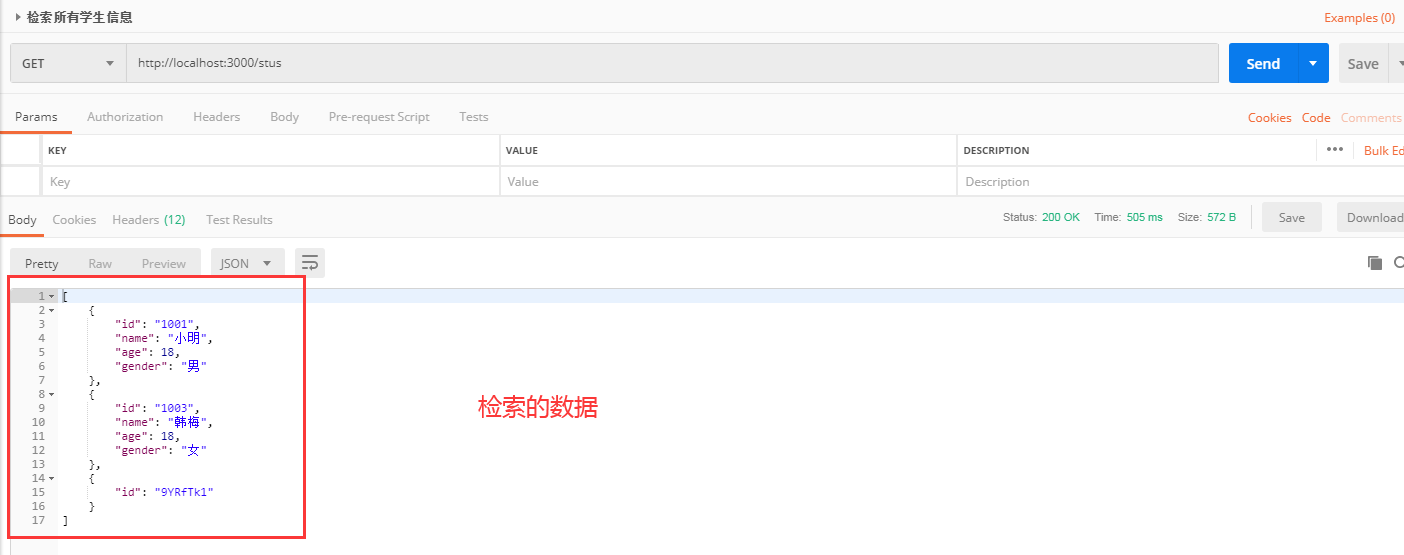 检索所有学生信息
Examples (0)
GET http://localhost:3000/stus Send Save
Params Authorization Headers Body Pre-request Script Tests Cookies Code Comments
KEY VALUE DESCRIPTION ••• Bulk Ed
Key Value Description
Body Cookies Headers (12) Test Results Status: 200 OK Time: 505 ms Size: 572 B Save Download
Pretty Raw Preview JSON
1 [
2 {
3 "id": "1001",
4 "name": "小明",
5 "age": 18,
6 "gender": "男"
7 },
8 {
9 "id": "1003",
10 "name": "韩梅",
11 "age": 18,
12 "gender": "女"
13 },
14 {
15 "id": "9YRfTk1"
16 }
17 ]
检索的数据